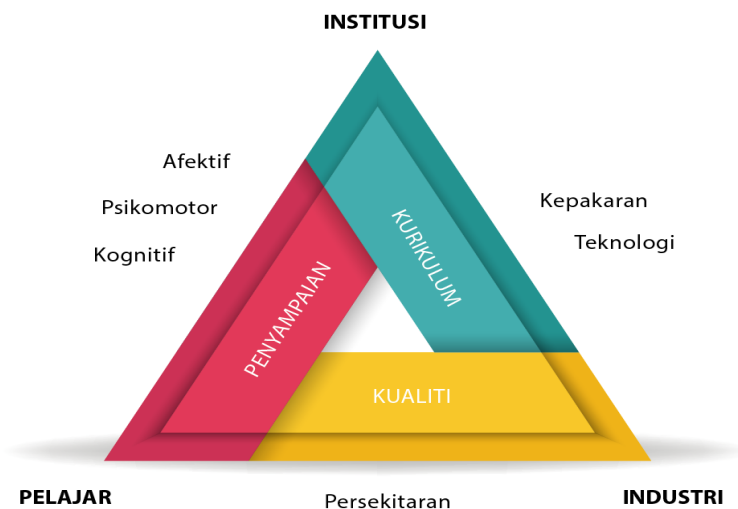 INSTITUSI
Afektif
Psikomotor
Kognitif
Kepakaran
Teknologi
KURIKULUM
PENYAMPAIAN
KUALITI
PELAJAR
Persekitaran
INDUSTRI